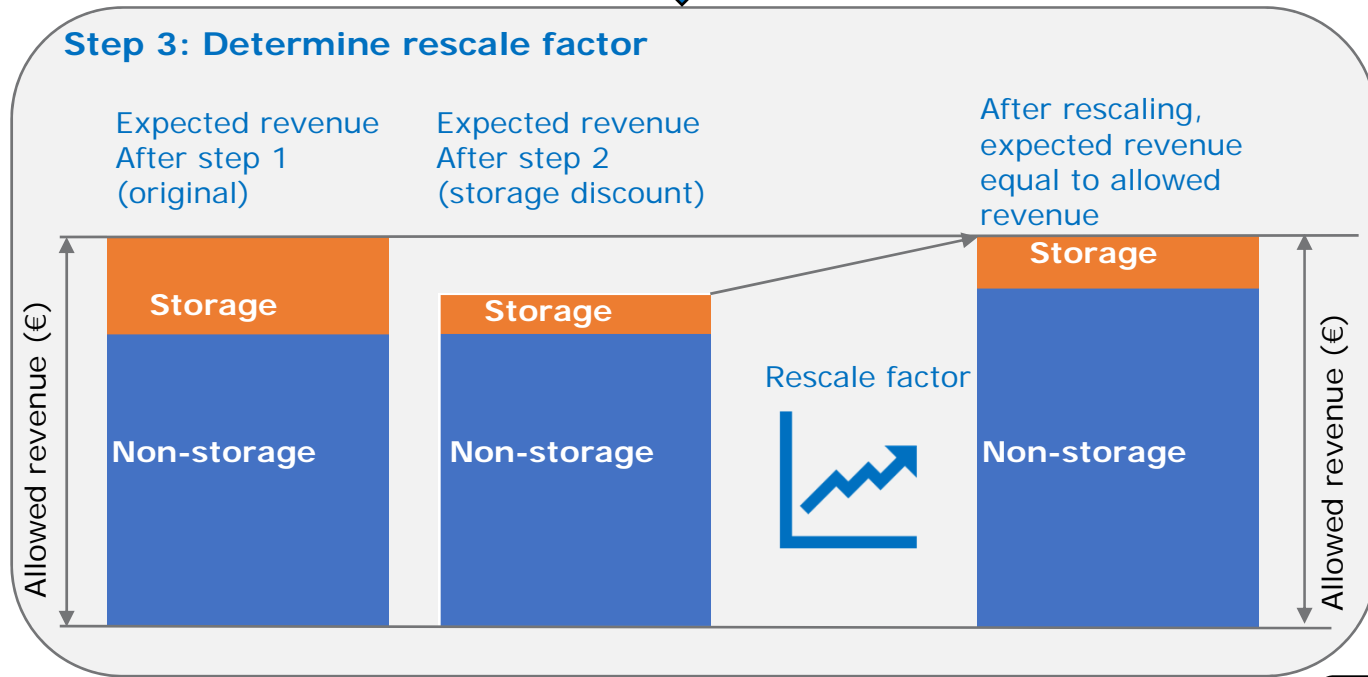 Step 3: Determine rescale factor
Expected revenue
After step 1
(original)
Expected revenue
After step 2
(storage discount)
After rescaling,
expected revenue
equal to allowed
revenue
Allowed revenue (€)
Storage
Non-storage
Storage
Non-storage
Rescale factor
Storage
Non-storage
Allowed revenue (€)